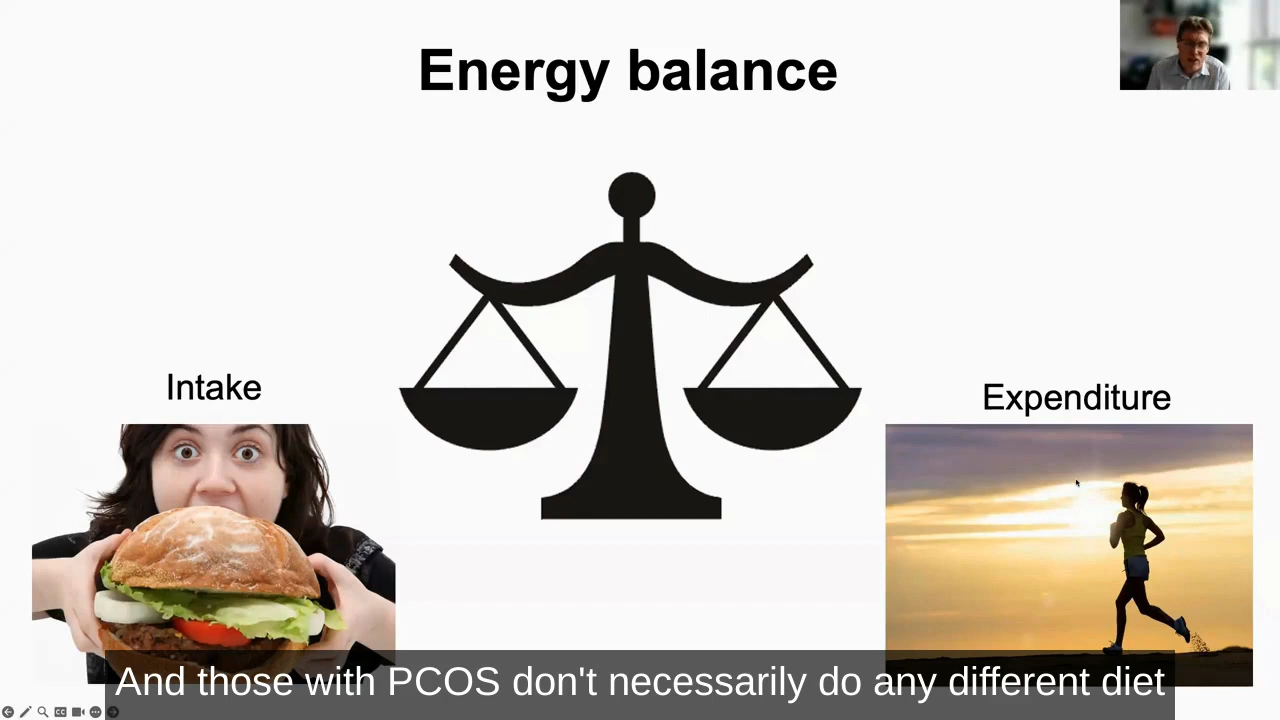 Energy balance
Intake
Expenditure
And those with PCOS don't necessarily do any different diet